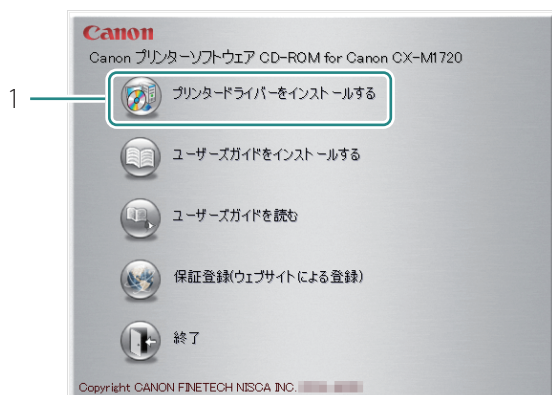 Canon
Canon プリンターソフトウェア CD-ROM for Canon CX-M1720
1
プリンタードライバーをインストールする
ユーザーズガイドをインストールする
ユーザーズガイドを読む
保証登録(ウェブサイトによる登録)
終了
Copyright CANON FINETECH NISCA INC.